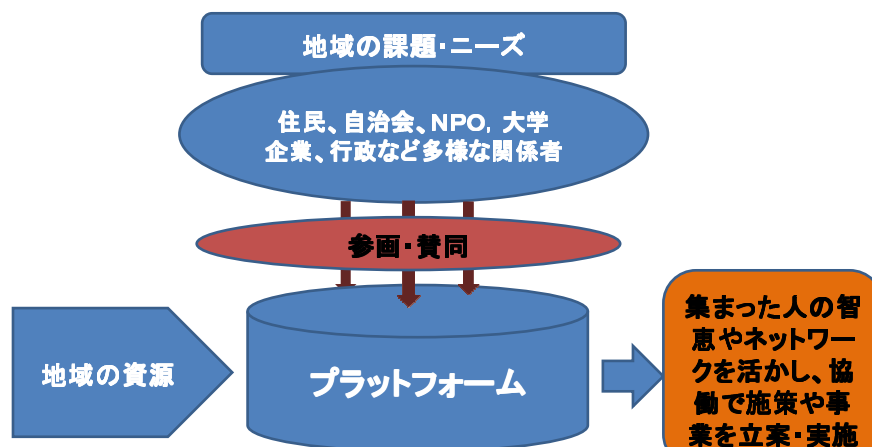 地域の課題・ニーズ
住民、自治会、NPO, 大学
企業、行政など多様な関係者
参画・賛同
地域の資源
プラットフォーム
集まった人の智
恵やネットワー
クを活かし、協
働で施策や事
業を立案・実施